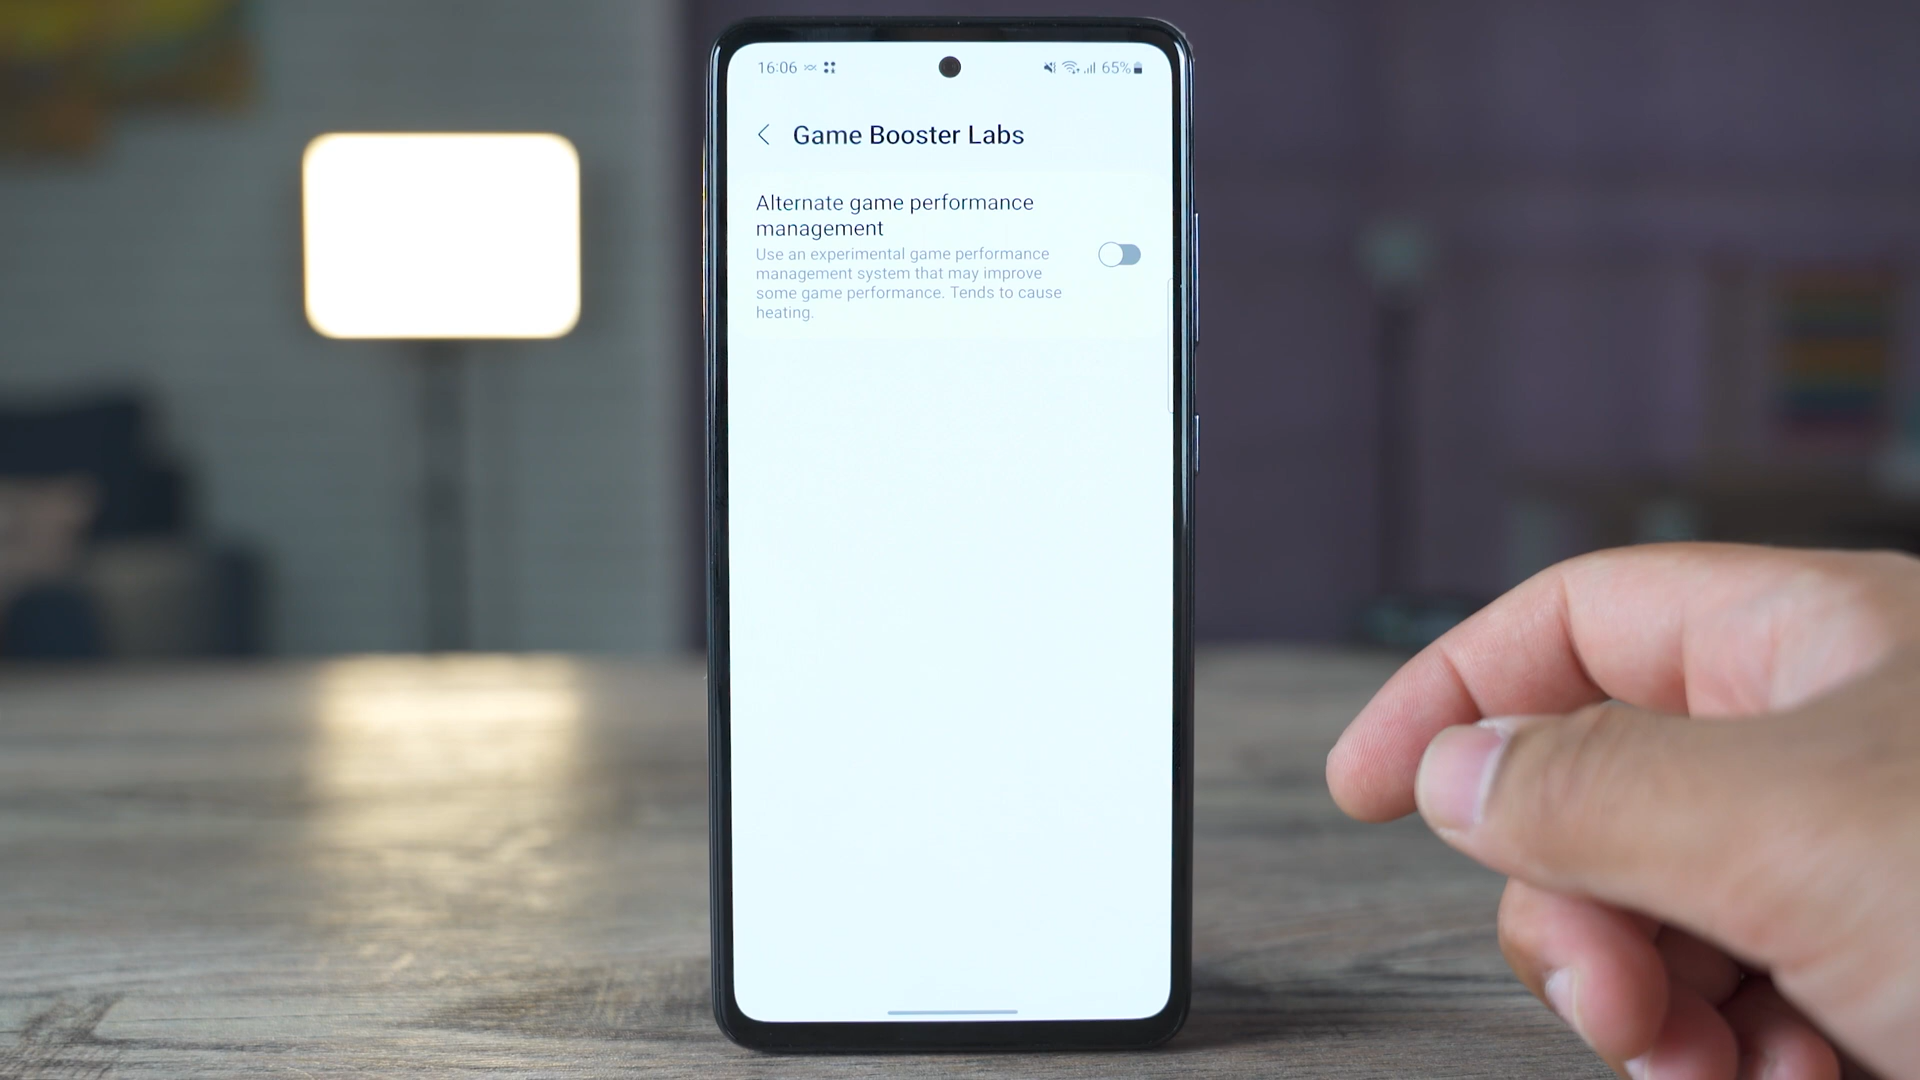 16:06
65%
Game Booster Labs
Alternate game performance
management
Use an experimental game performance
management system that may improve
some game performance. Tends to cause
heating.